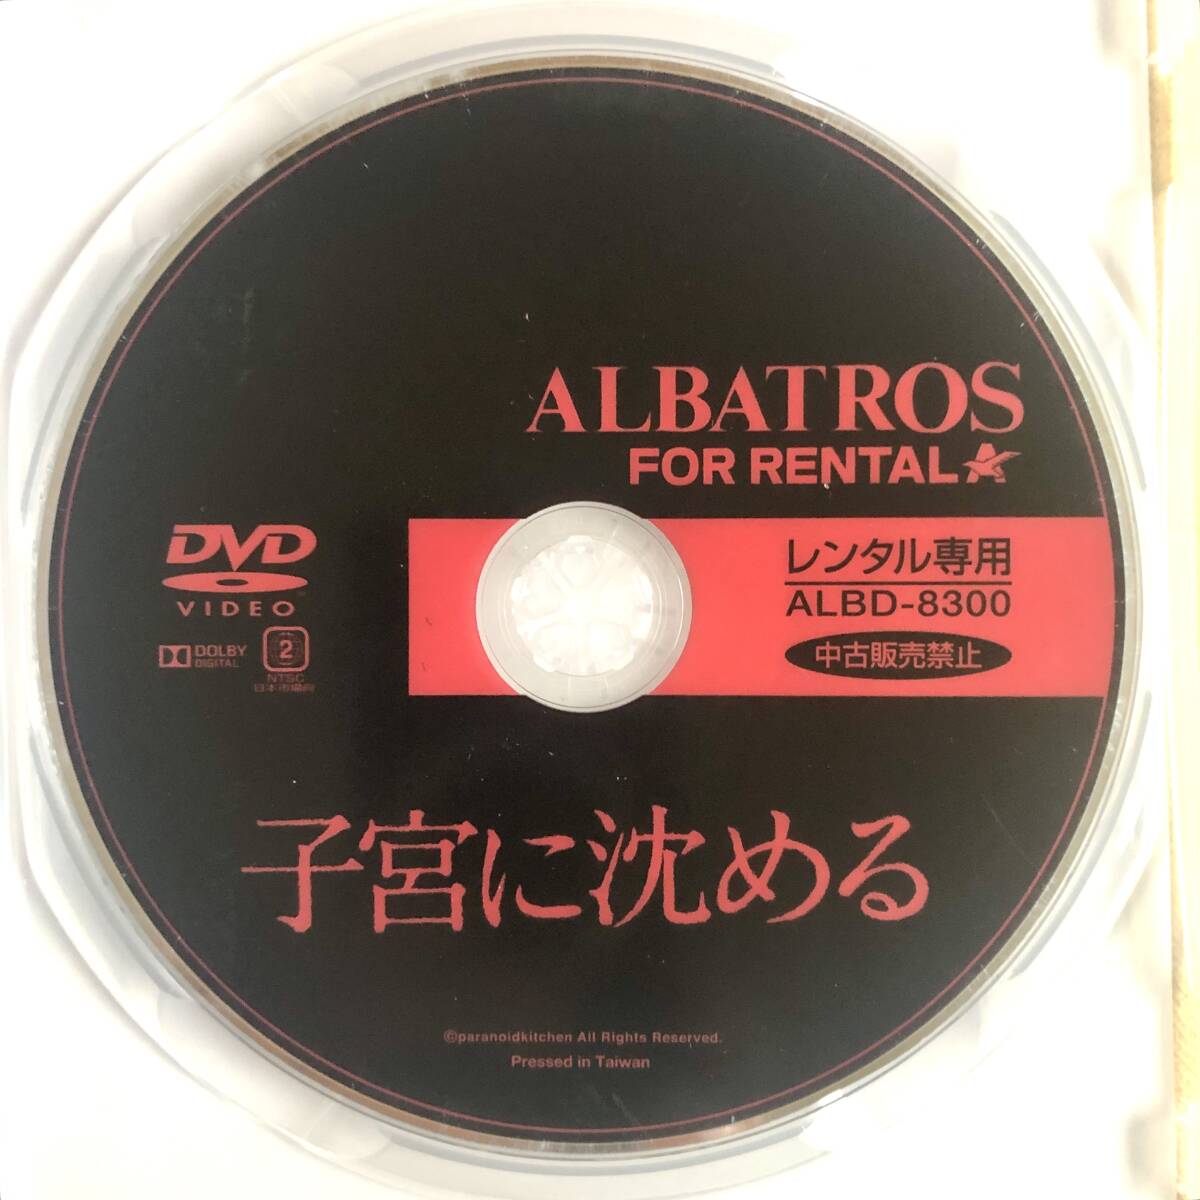 ALBATROS
FOR RENTAL
DVD
VIDEO
DOLBY
DIGITAL
2
NTSC
日本市場向
レンタル専用
ALBD-8300
中古販売禁止
子宮に沈める
©paranoidkitchen All Rights Reserved.
Pressed in Taiwan